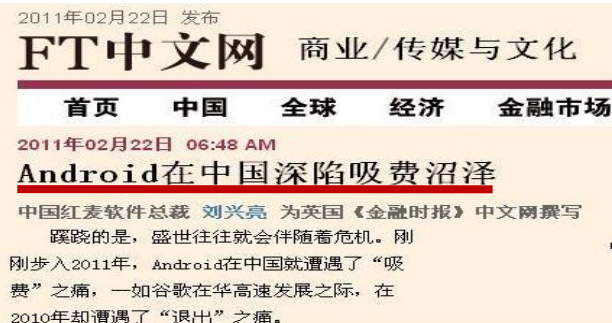 2011年02月22日 发布
FT中文网 商业/传媒与文化
首页 中国 全球 经济 金融市场
2011年02月22日 06:48 AM
Android在中国深陷吸费沼泽
中国红麦软件总裁 刘兴亮 为英国《金融时报》中文网撰写
蹊跷的是，盛世往往就会伴随着危机。刚
刚步入2011年，Android在中国就遭遇了“吸
费”之痛，一如谷歌在华高速发展之际，在
2010年却遭遇了“退出”之痛。